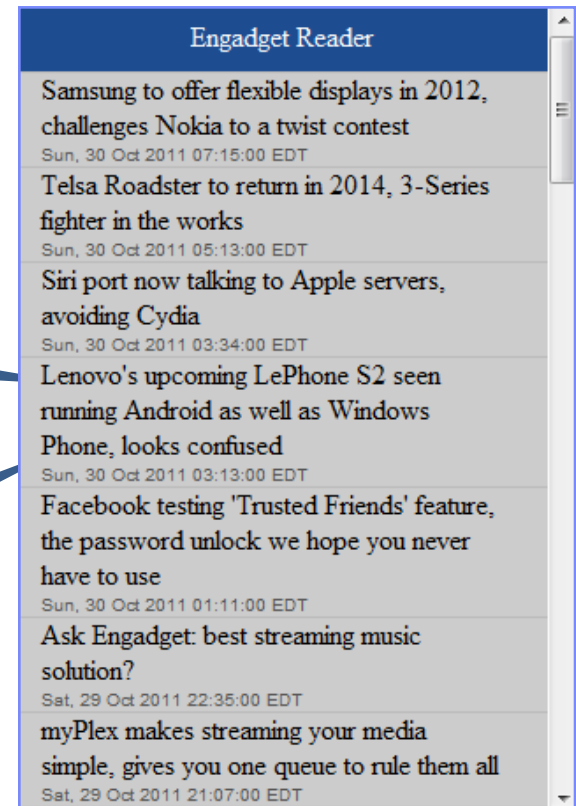 Engadget Reader
Samsung to offer flexible displays in 2012,
challenges Nokia to a twist contest
Sun, 30 Oct 2011 07:15:00 EDT
Telsa Roadster to return in 2014, 3-Series
fighter in the works
Sun, 30 Oct 2011 05:13:00 EDT
Siri port now talking to Apple servers,
avoiding Cydia
Sun, 30 Oct 2011 03:34:00 EDT
Lenovo's upcoming LePhone S2 seen
running Android as well as Windows
Phone, looks confused
Sun, 30 Oct 2011 03:13:00 EDT
Facebook testing 'Trusted Friends' feature,
the password unlock we hope you never
have to use
Sun, 30 Oct 2011 01:11:00 EDT
Ask Engadget: best streaming music
solution?
Sat, 29 Oct 2011 22:35:00 EDT
myPlex makes streaming your media
simple, gives you one queue to rule them all
Sat, 29 Oct 2011 21:07:00 EDT